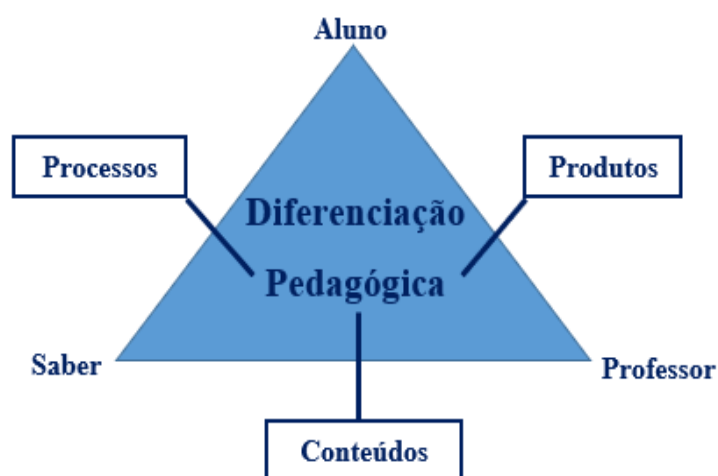 Aluno
Processos
Produtos
Diferenciação
Pedagógica
Saber
Professor
Conteúdos